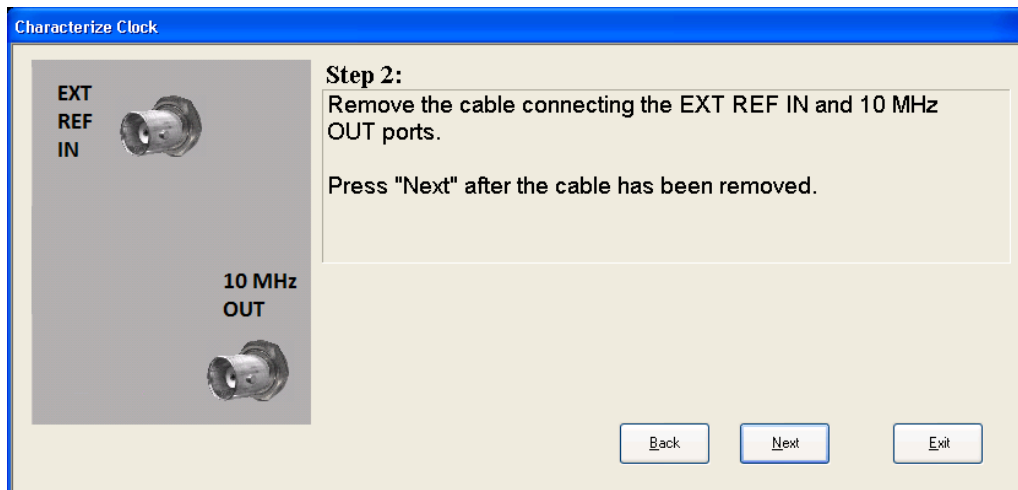 Characterize Clock
EXT
REF
IN
10 MHz
OUT
Step 2:
Remove the cable connecting the EXT REF IN and 10 MHz
OUT ports.
Press "Next" after the cable has been removed.
Back
Next
Exit